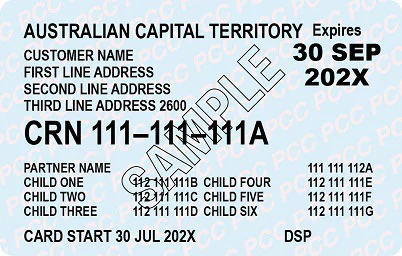 AUSTRALIAN CAPITAL TERRITORY Expires
CUSTOMER NAME 30 SEP
FIRST LINE ADDRESS 202X
SECOND LINE ADDRESS
THIRD LINE ADDRESS 2600
CRN 111–111–111A
SAMPLE
PARTNER NAME 111 111 112A
CHILD ONE 112 111 111B CHILD FOUR 112 111 111E
CHILD TWO 112 111 111C CHILD FIVE 112 111 111F
CHILD THREE 112 111 111D CHILD SIX 112 111 111G
CARD START 30 JUL 202X DSP
PCC PCC PCC